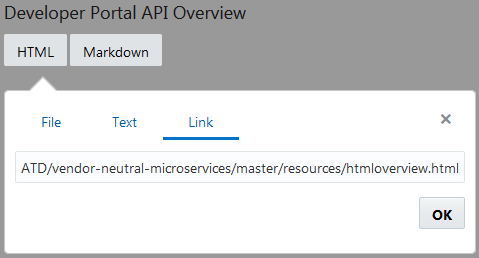 Developer Portal API Overview
HTML Markdown
File Text Link ×
ATD/vendor-neutral-microservices/master/resources/htmloverview.html
OK